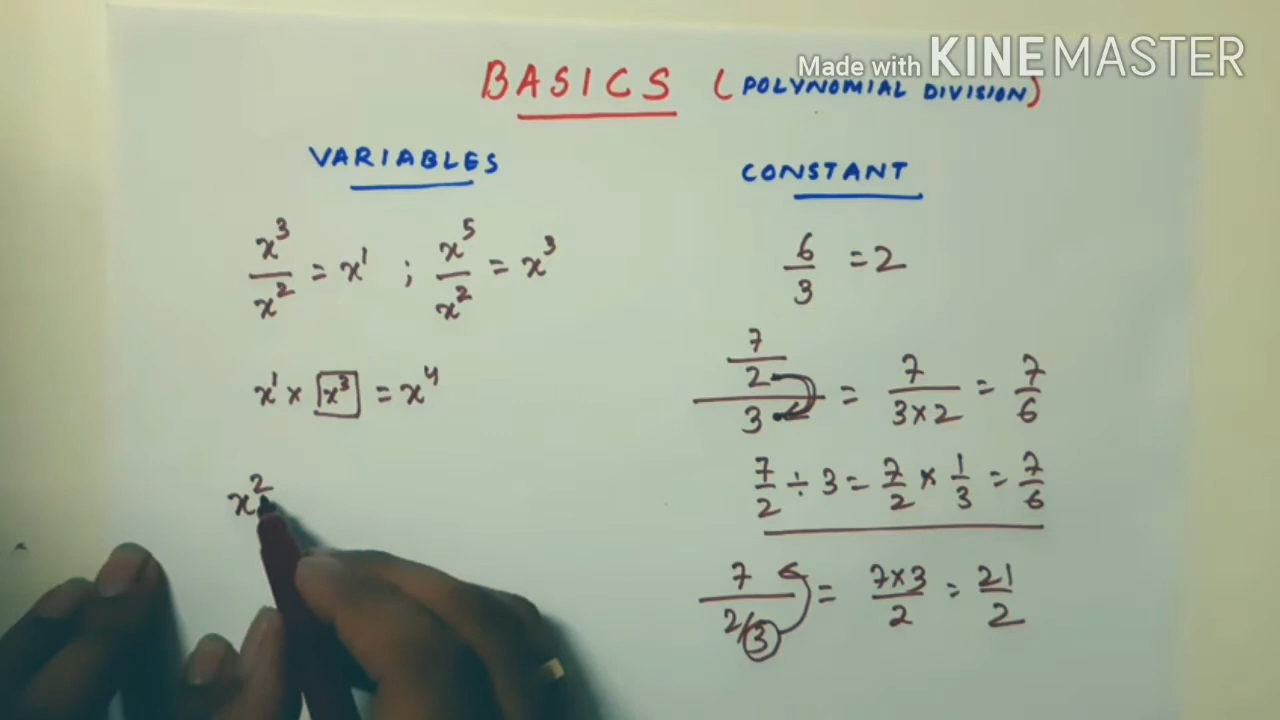 Made with KINEMASTER
BASICS (POLYNOMIAL DIVISION)
VARIABLES
x³/x² = x¹ ; x⁵/x² = x³
x¹ × x³ = x⁴
x²
CONSTANT
6/3 = 2
7/2/3 = 7/3×2 = 7/6
7/2 ÷ 3 = 7/2 × 1/3 = 7/6
7/2/3 = 7×3/2 = 21/2